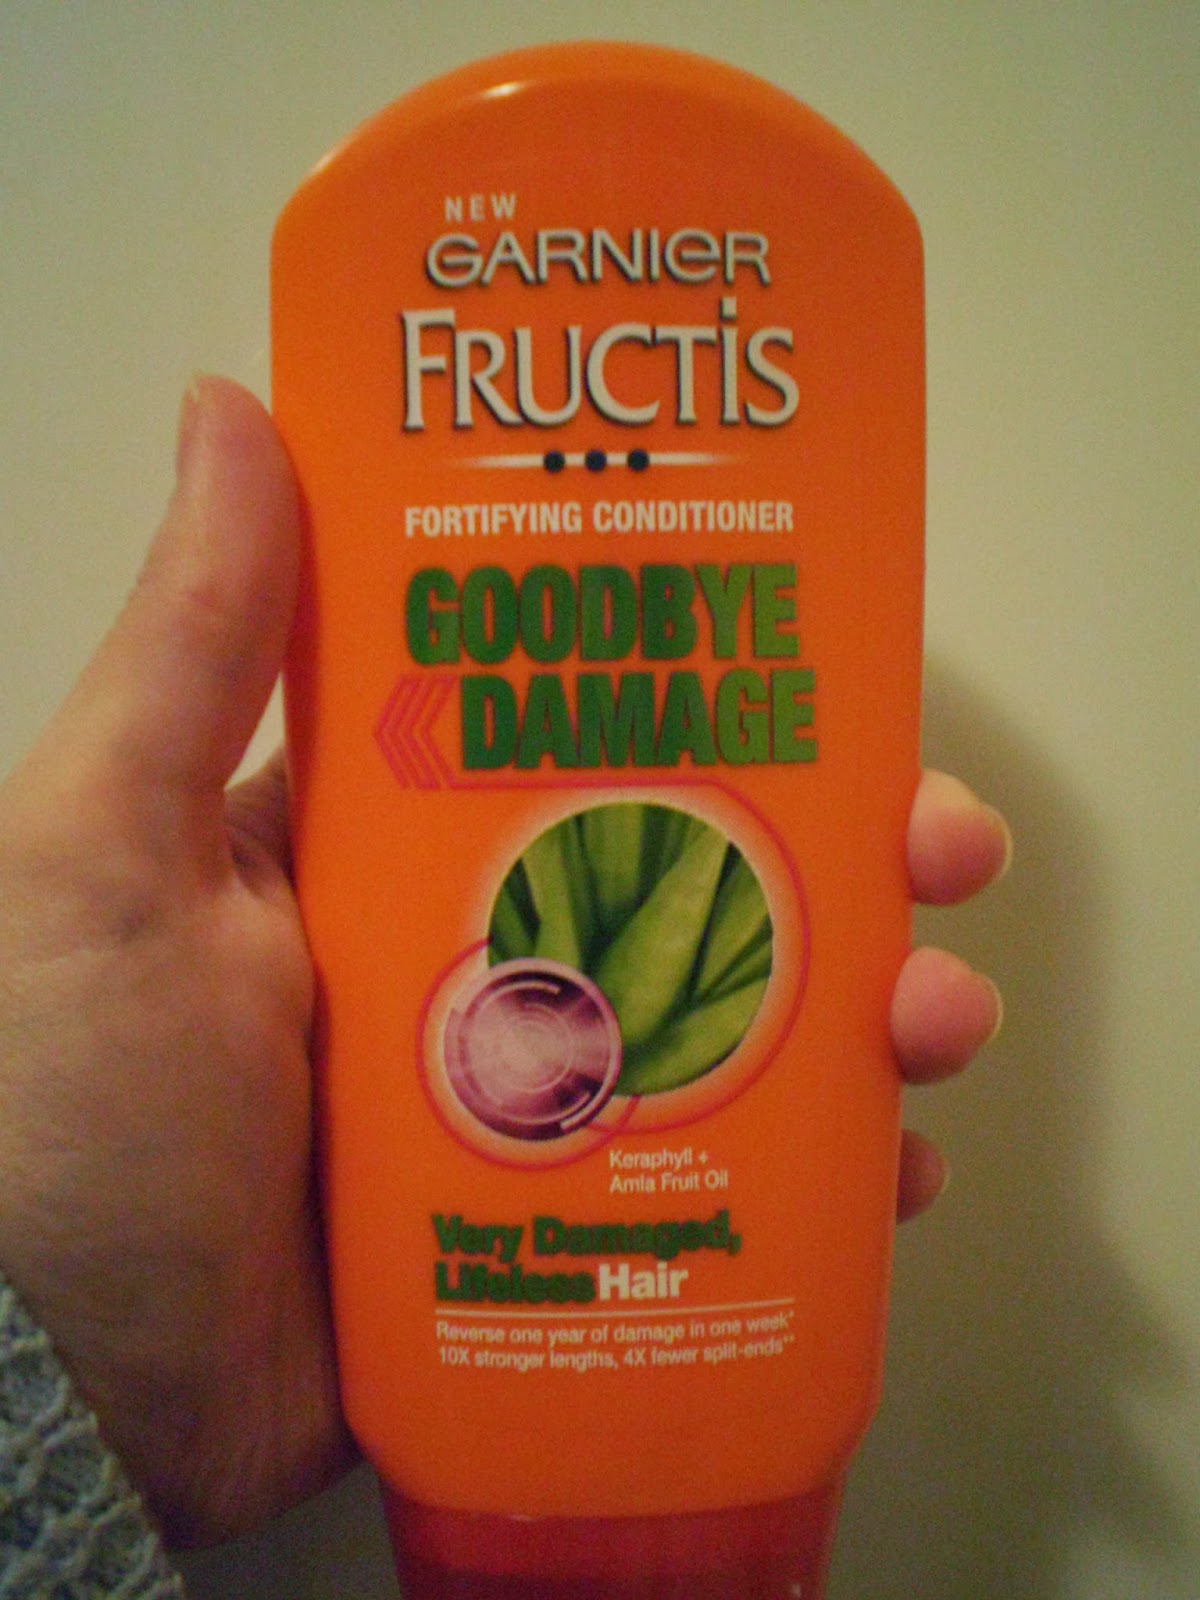 NEW
GARNIER
FRUCTiS
FORTIFYING CONDITIONER
GOODBYE
DAMAGE
Keraphyll +
Amla Fruit Oil
Very Damaged,
Lifeless Hair
Reverse one year of damage in one week*
10X stronger lengths, 4X fewer split-ends**